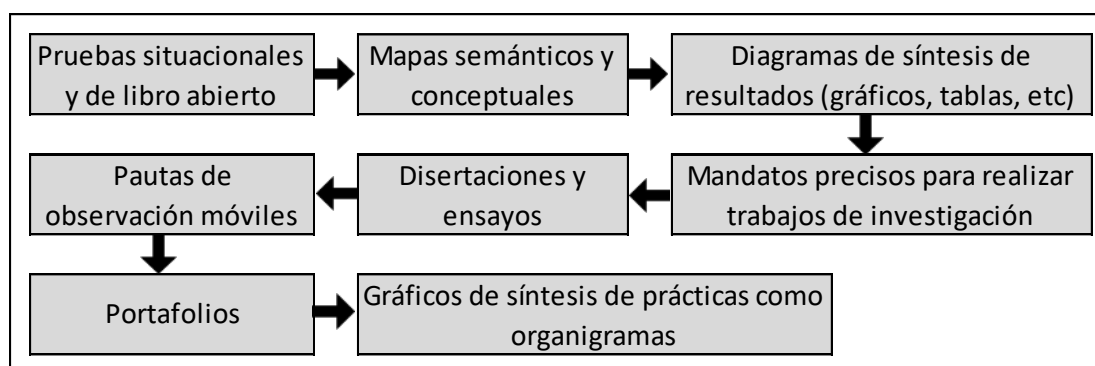 Pruebas situacionales
y de libro abierto
Mapas semánticos y
conceptuales
Diagramas de síntesis de
resultados (gráficos, tablas, etc)
Mandatos precisos para realizar
trabajos de investigación
Disertaciones y
ensayos
Pautas de
observación móviles
Portafolios
Gráficos de síntesis de prácticas como
organigramas